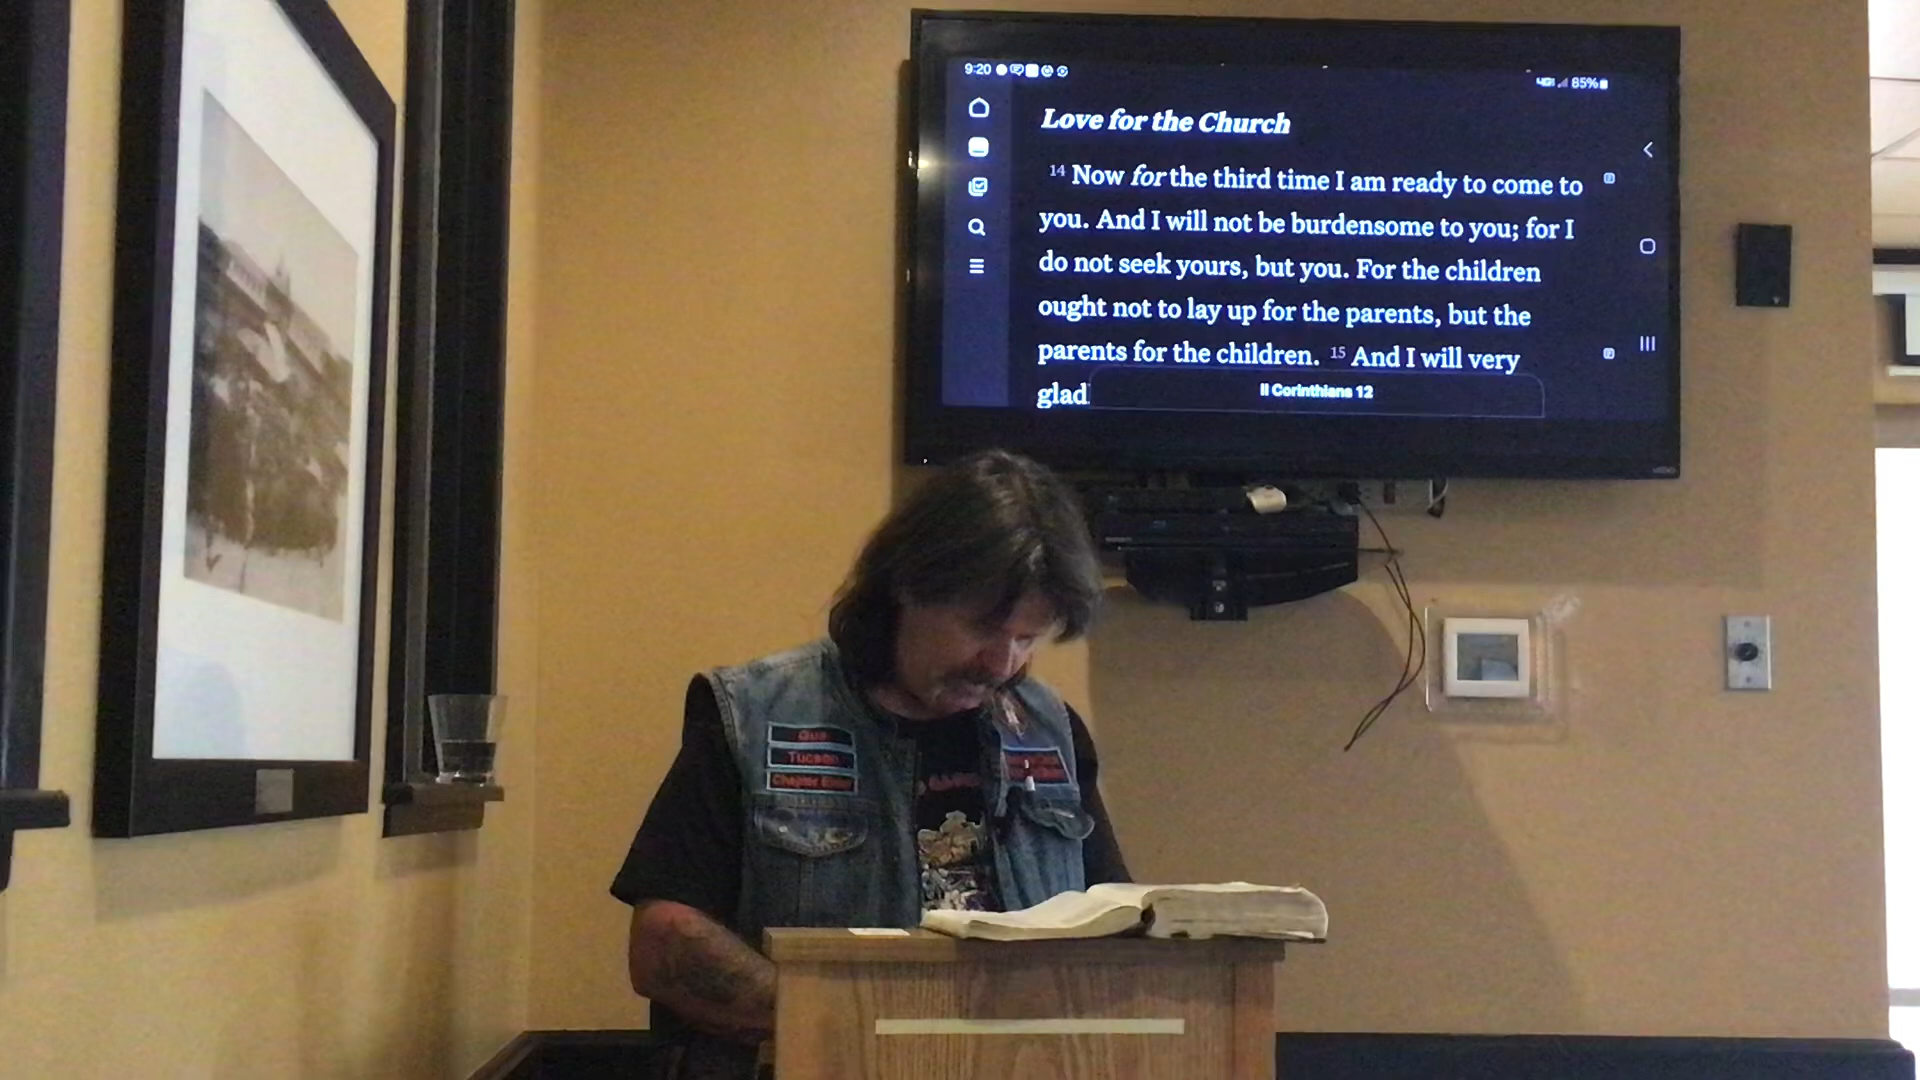 9:20
85%
Love for the Church
14 Now for the third time I am ready to come to
you. And I will not be burdensome to you; for I
do not seek yours, but you. For the children
ought not to lay up for the parents, but the
parents for the children. 15 And I will very
glad
II Corinthians 12
Gus
Tucson
Chapter Elder